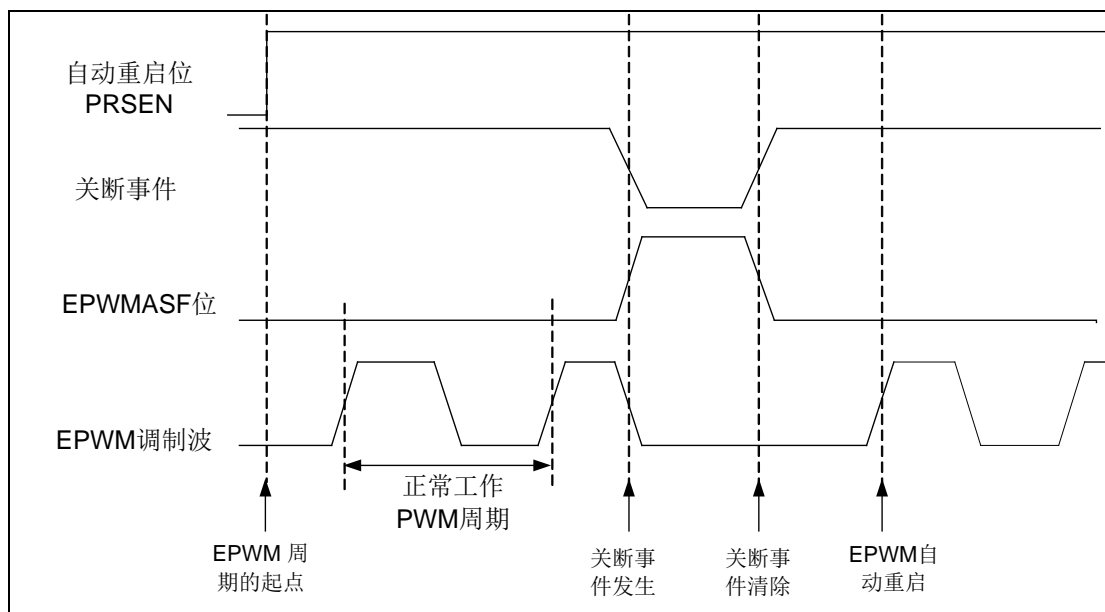 自动重启位
PRSEN
关断事件
EPWMASF位
EPWM调制波
正常工作
PWM周期
EPWM 周
期的起点
关断事
件发生
关断事
件清除
EPWM自
动重启